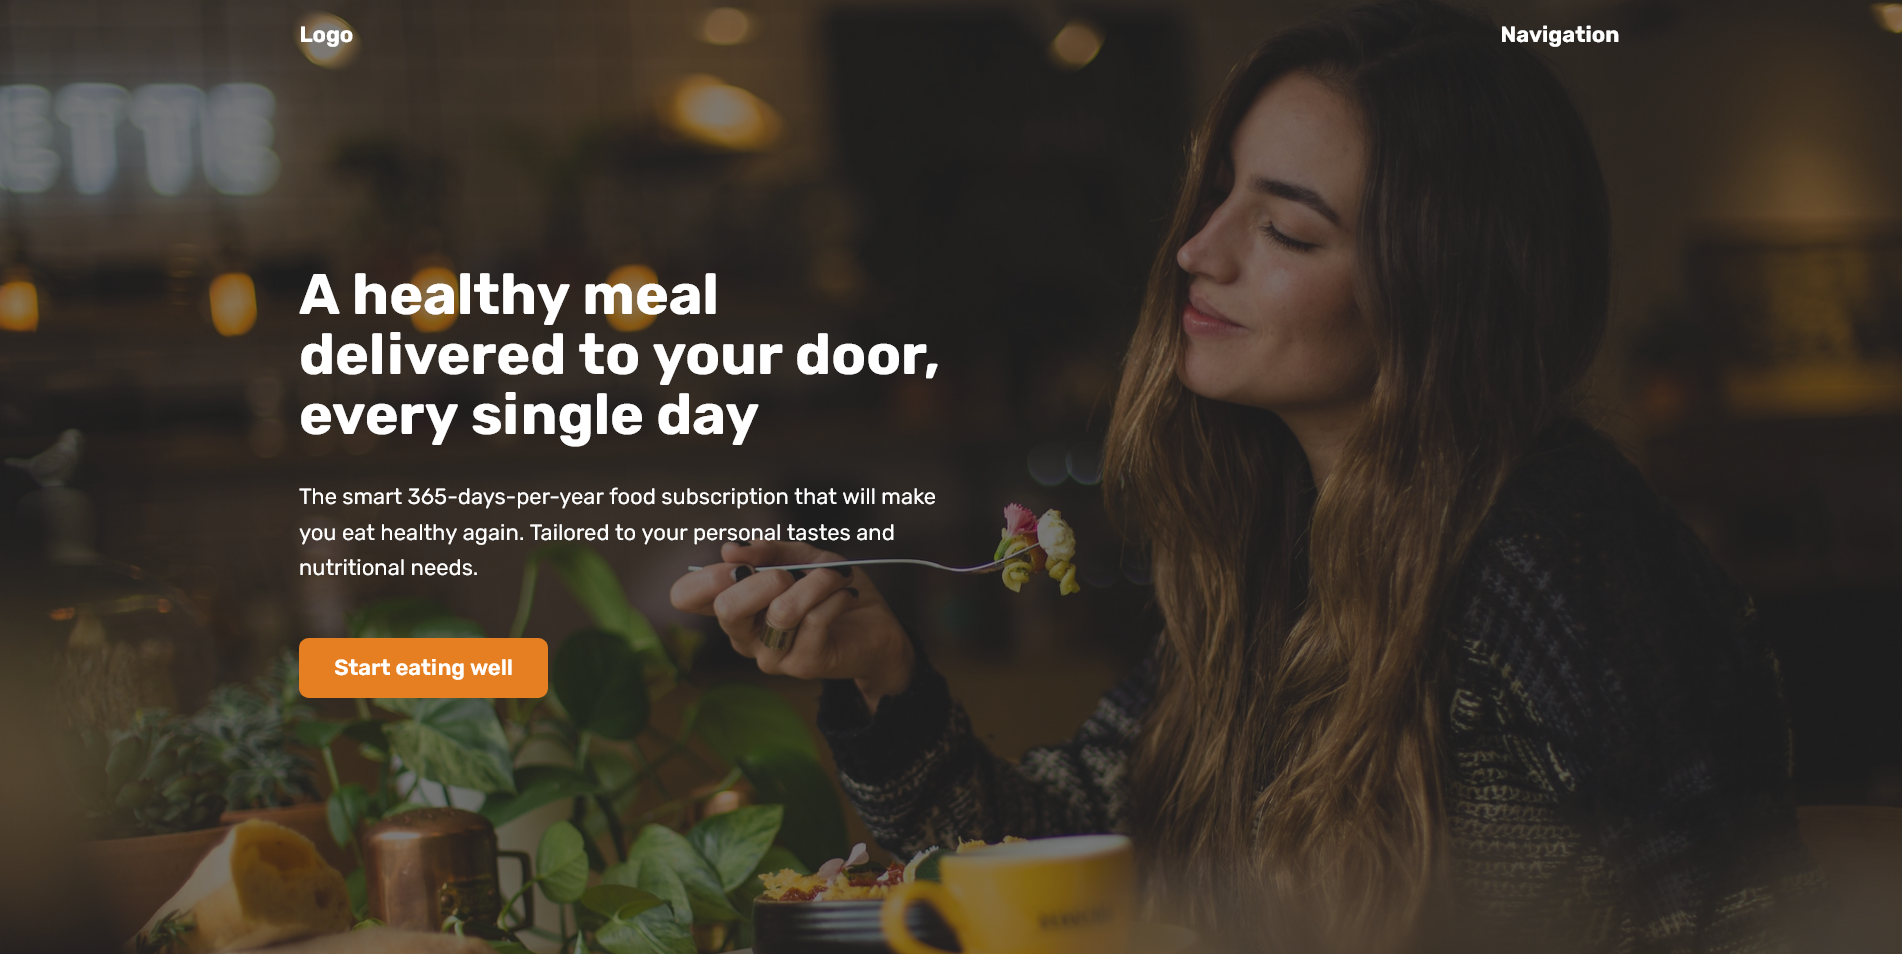 Logo
Navigation
ETTE
A healthy meal
delivered to your door,
every single day
The smart 365-days-per-year food subscription that will make
you eat healthy again. Tailored to your personal tastes and
nutritional needs.
Start eating well